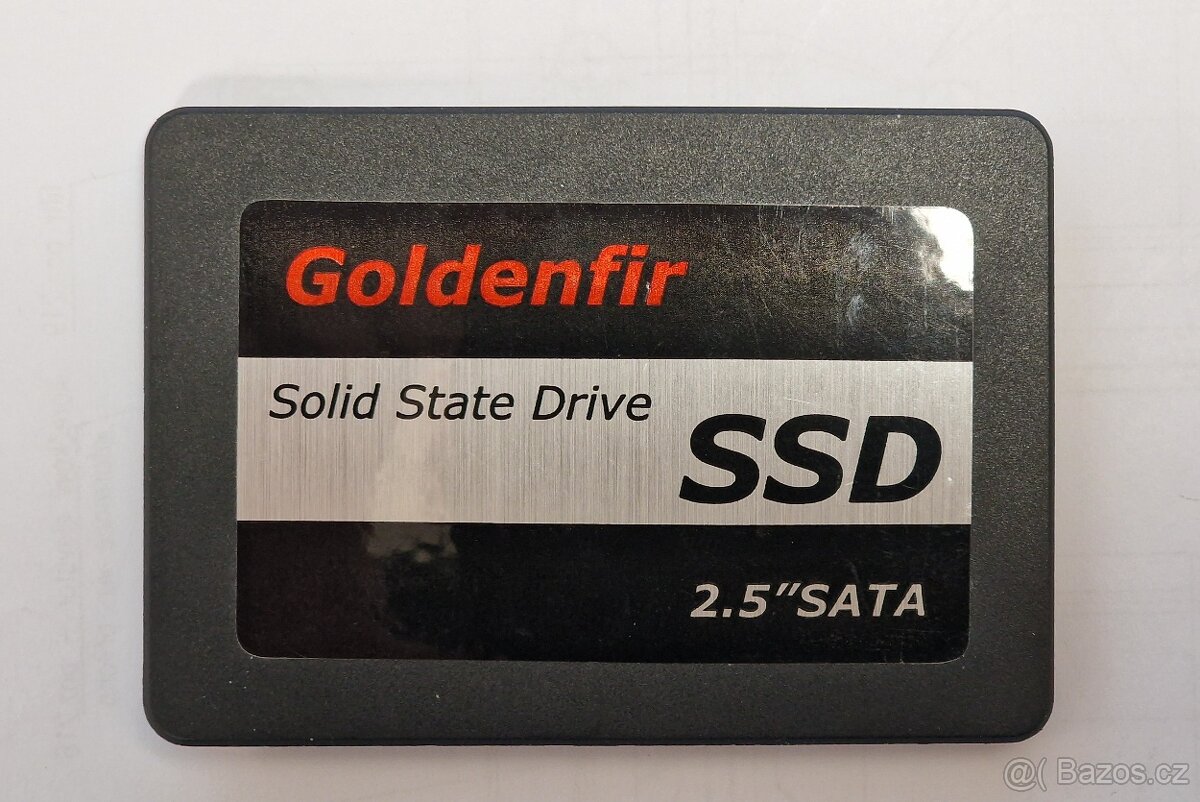 Goldenfir
Solid State Drive
SSD
2.5"SATA
@( Bazos.cz